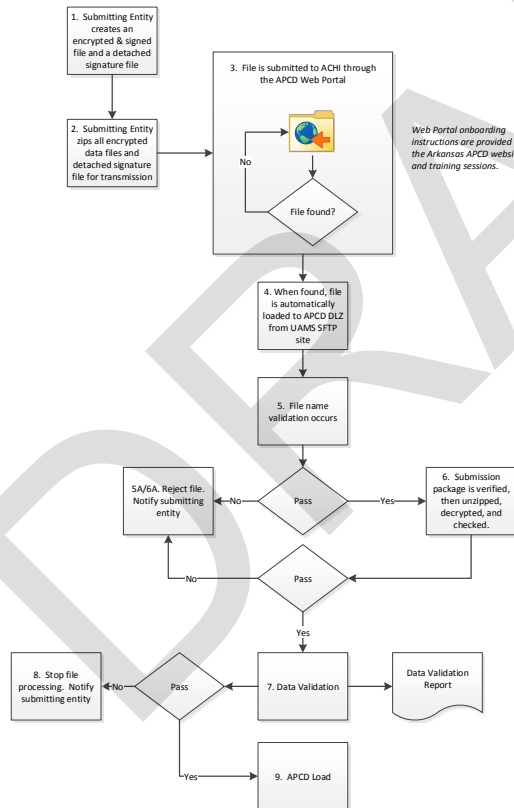 1. Submitting Entity
creates an
encrypted & signed
file and a detached
signature file
2. Submitting Entity
zips all encrypted
data files and
detached signature
file for transmission
3. File is submitted to ACHI through
the APCD Web Portal
No
File found?
Web Portal onboarding
instructions are provided
the Arkansas APCD websi
and training sessions.
4. When found, file
is automatically
loaded to APCD DLZ
from UAMS SFTP
site
5. File name
validation occurs
5A/6A. Reject file.
Notify submitting
entity
No
Pass
Yes
6. Submission
package is verified,
then unzipped,
decrypted, and
checked.
No
Pass
Yes
8. Stop file
processing. Notify
submitting entity
No
Pass
7. Data Validation
Data Validation
Report
Yes
9. APCD Load
DRA